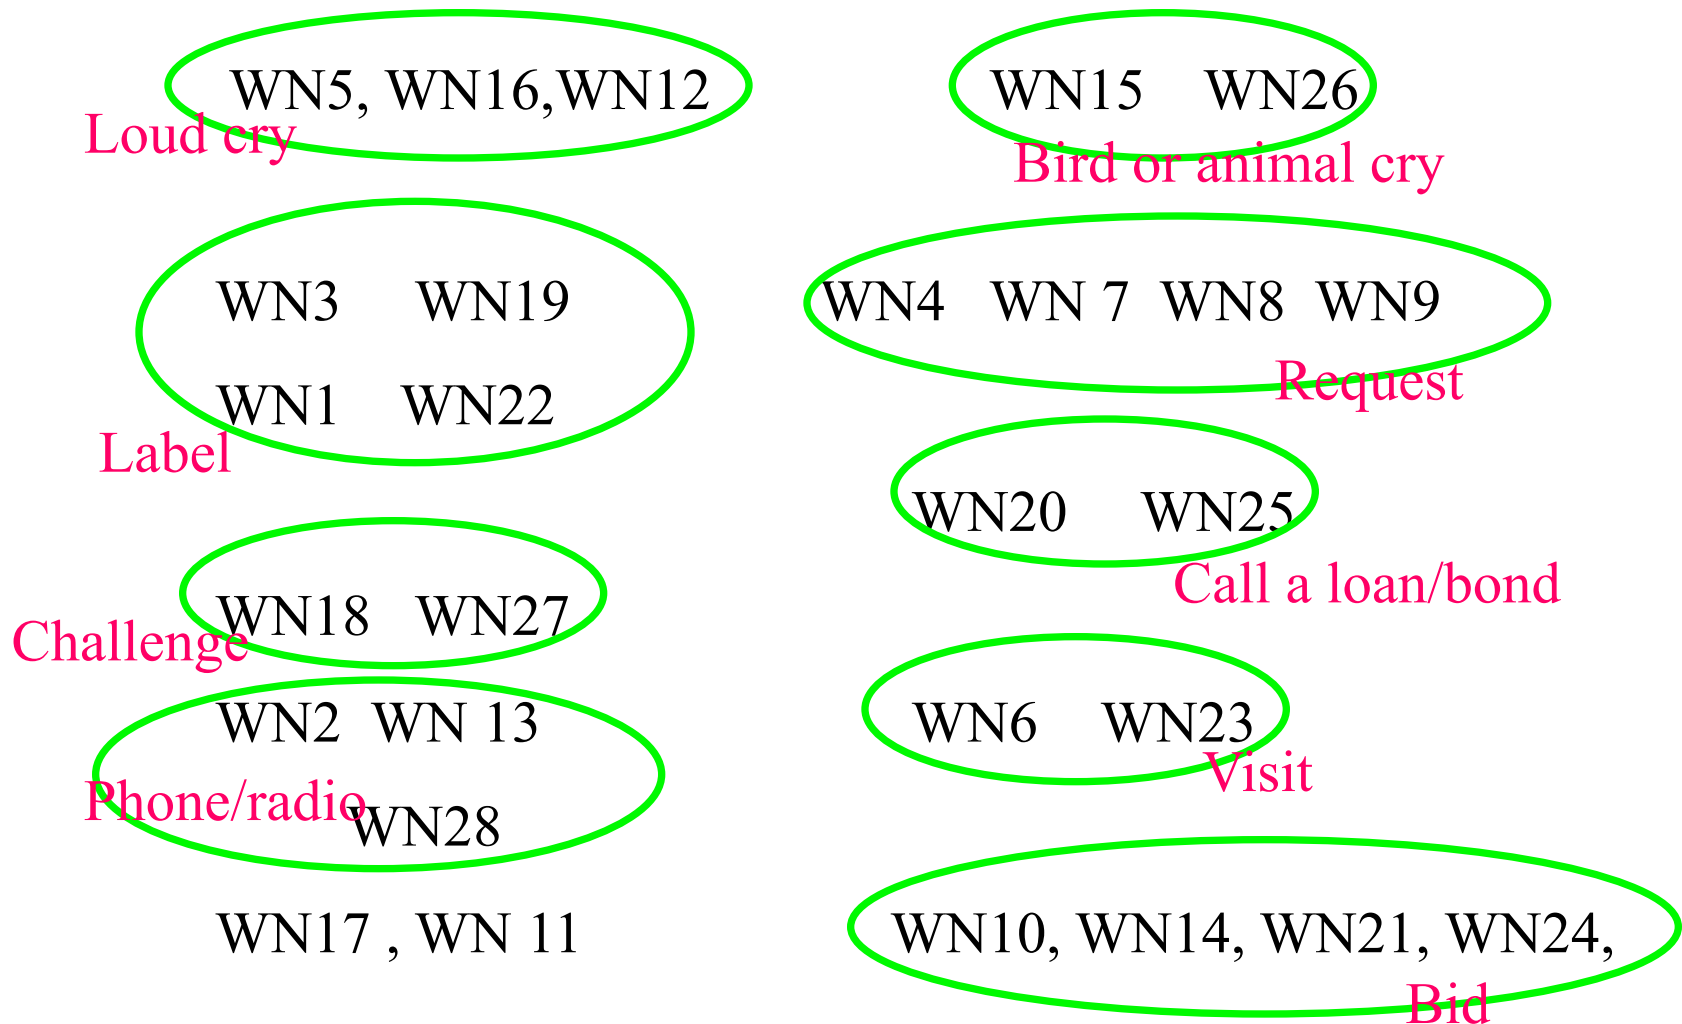 WN5, WN16,WN12
Loud cry
WN15 WN26
Bird or animal cry
WN3 WN19
WN1 WN22
Label
WN4 WN 7 WN8 WN9
Request
WN20 WN25
Call a loan/bond
WN18 WN27
Challenge
WN2 WN 13
Phone/radio
WN28
WN6 WN23
Visit
WN17 , WN 11
WN10, WN14, WN21, WN24,
Bid